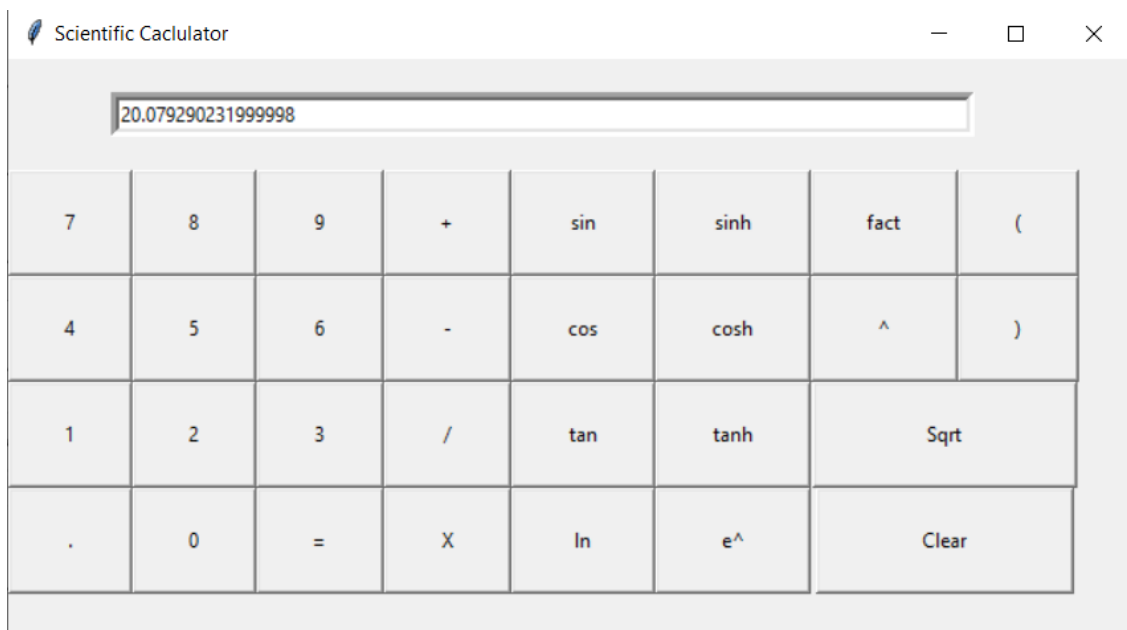 Scientific Caclulator
20.079290231999998
7 8 9 + sin sinh fact (
4 5 6 - cos cosh ^ )
1 2 3 / tan tanh Sqrt
. 0 = X ln e^ Clear